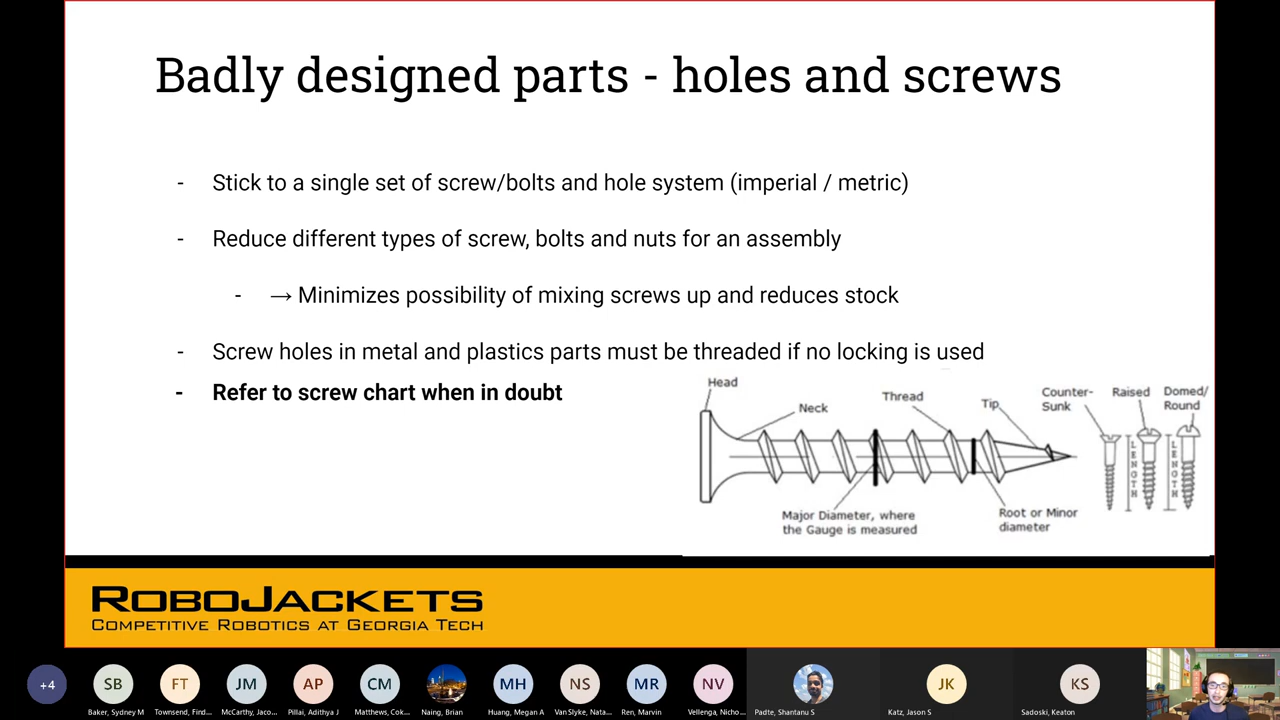 Badly designed parts - holes and screws
- Stick to a single set of screw/bolts and hole system (imperial / metric)
- Reduce different types of screw, bolts and nuts for an assembly
- → Minimizes possibility of mixing screws up and reduces stock
- Screw holes in metal and plastics parts must be threaded if no locking is used
- Refer to screw chart when in doubt
Head
Neck
Thread
Tip
Counter-
Sunk
Raised
Domed/
Round
LENGTH
LENGTH
Major Diameter, where
the Gauge is measured
Root or Minor
diameter
ROBOJACKETS
COMPETITIVE ROBOTICS AT GEORGIA TECH
+4
SB
FT
JM
AP
CM
MH
NS
MR
NV
JK
KS
Baker, Sydney M
Townsend, Find...
McCarthy, Jaco...
Pillai, Adithya J
Matthews, Cok...
Naing, Brian
Huang, Megan A
Van Slyke, Nata...
Ren, Marvin
Vellenga, Nicho...
Padte, Shantanu S
Katz, Jason S
Sadoski, Keaton